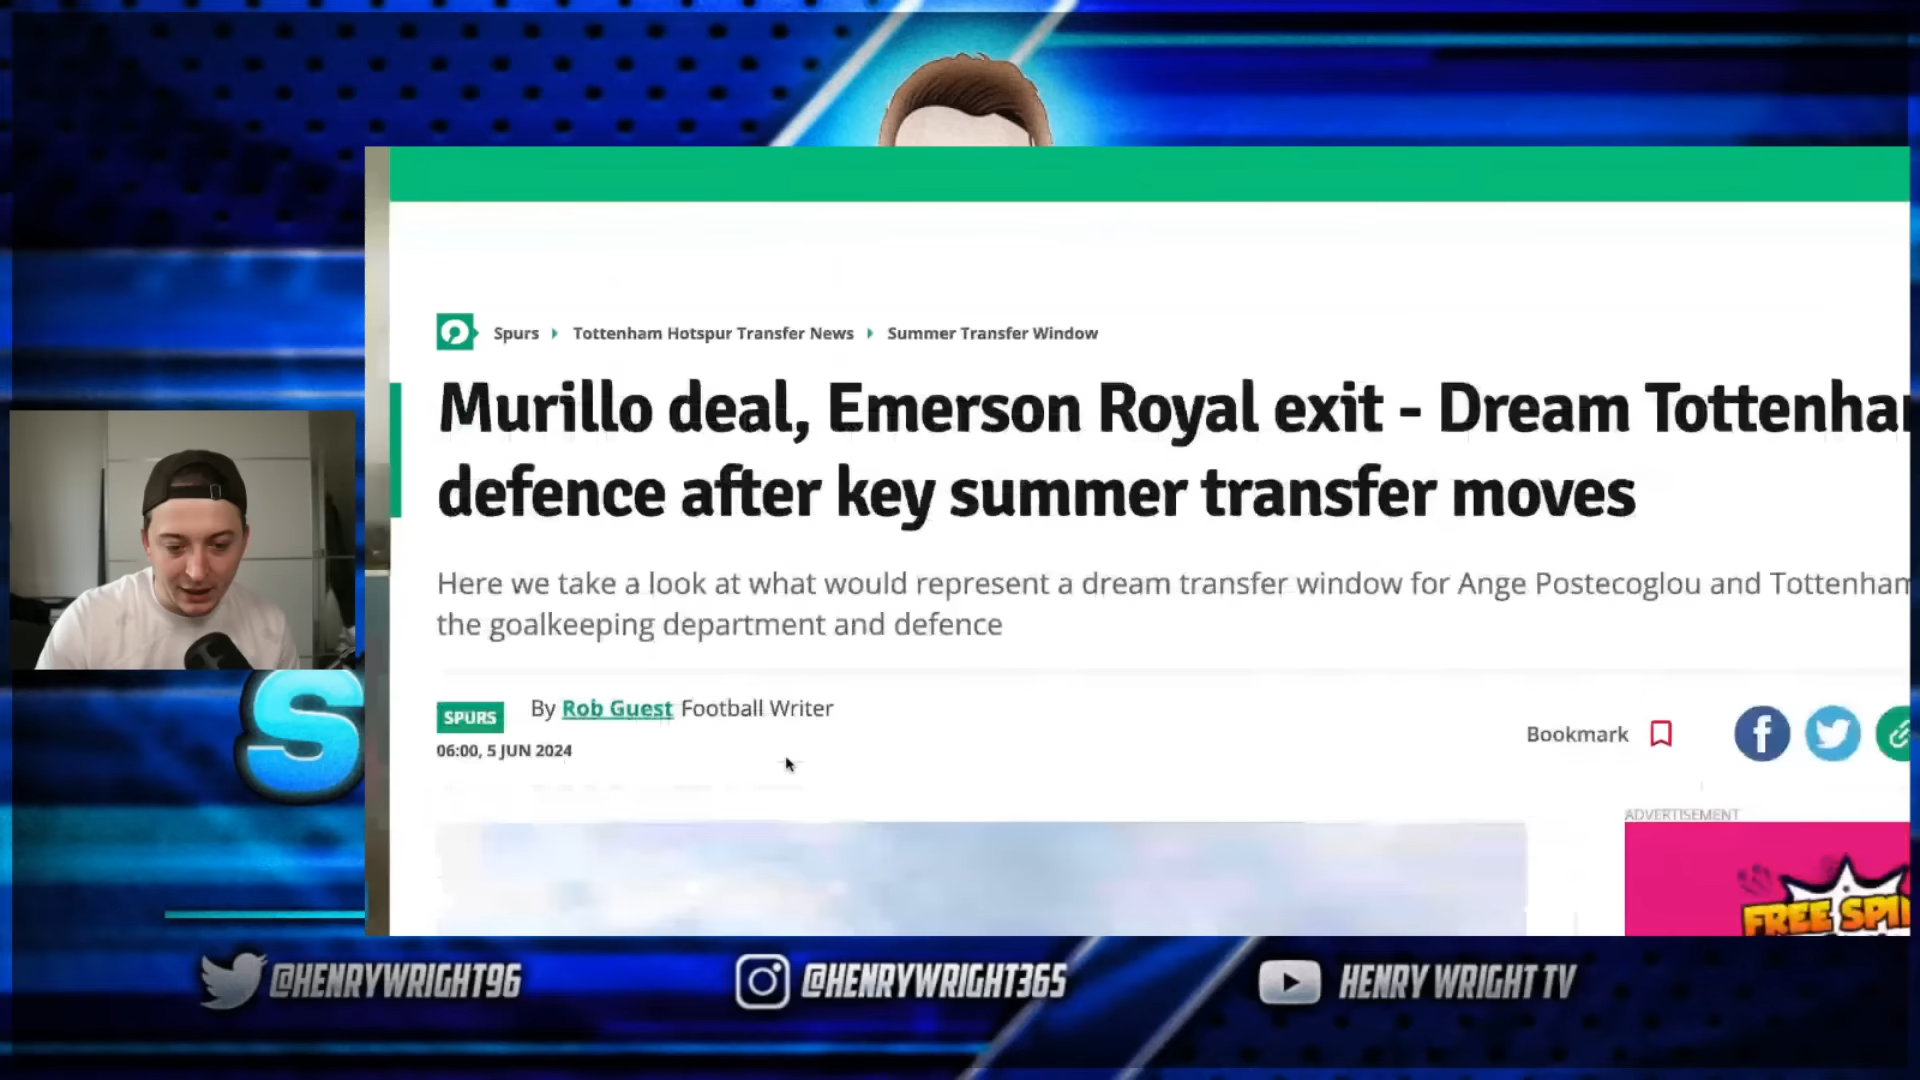 Spurs Tottenham Hotspur Transfer News Summer Transfer Window
Murillo deal, Emerson Royal exit - Dream
defence after key summer transfer moves
Here we take a look at what would represent a dream transfer window for Ange Postecoglou and
the goalkeeping department and defence
SPURS By Rob Guest Football Writer
06:00, 5 JUN 2024
Bookmark
ADVERTISEMENT
FREE
S
@HENRYWRIGHT96 @HENRYWRIGHT365 HENRY WRIGHT TV